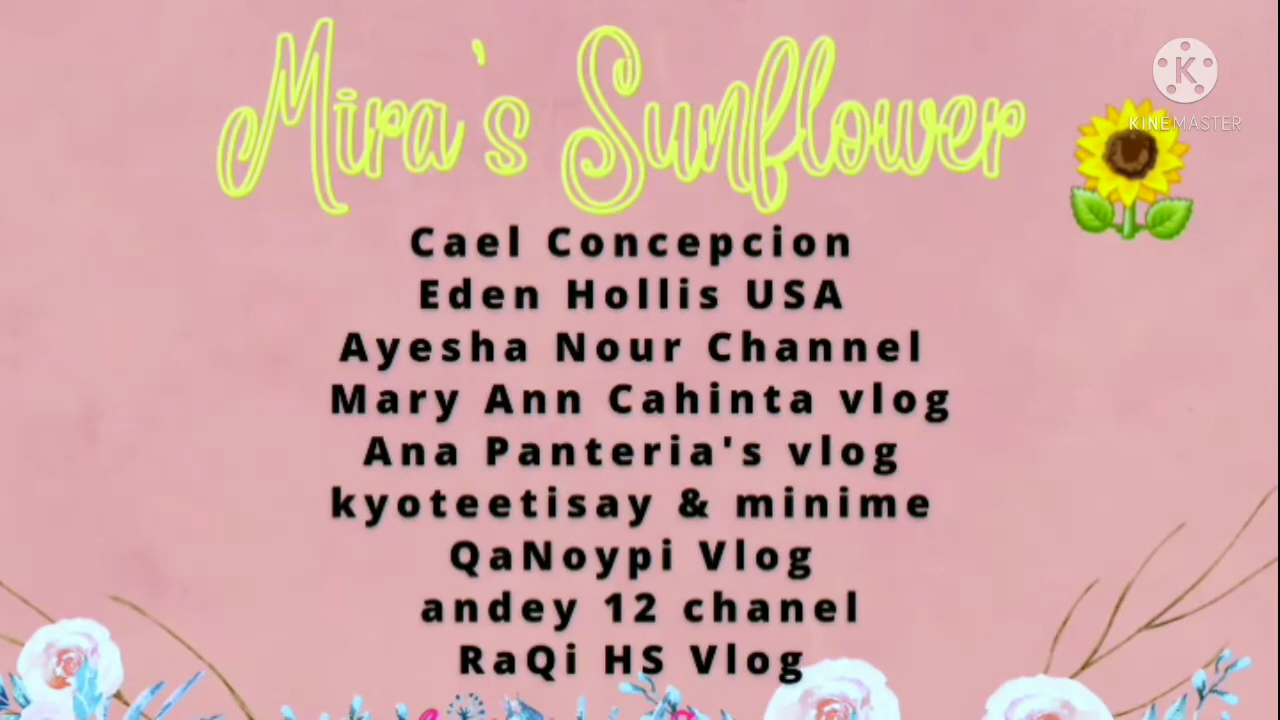 Mira's Sunflower
K
KINEMASTER
Cael Concepcion
Eden Hollis USA
Ayesha Nour Channel
Mary Ann Cahinta vlog
Ana Panteria's vlog
kyoteetisay & minime
QaNoypi Vlog
andey 12 chanel
RaQi HS Vlog